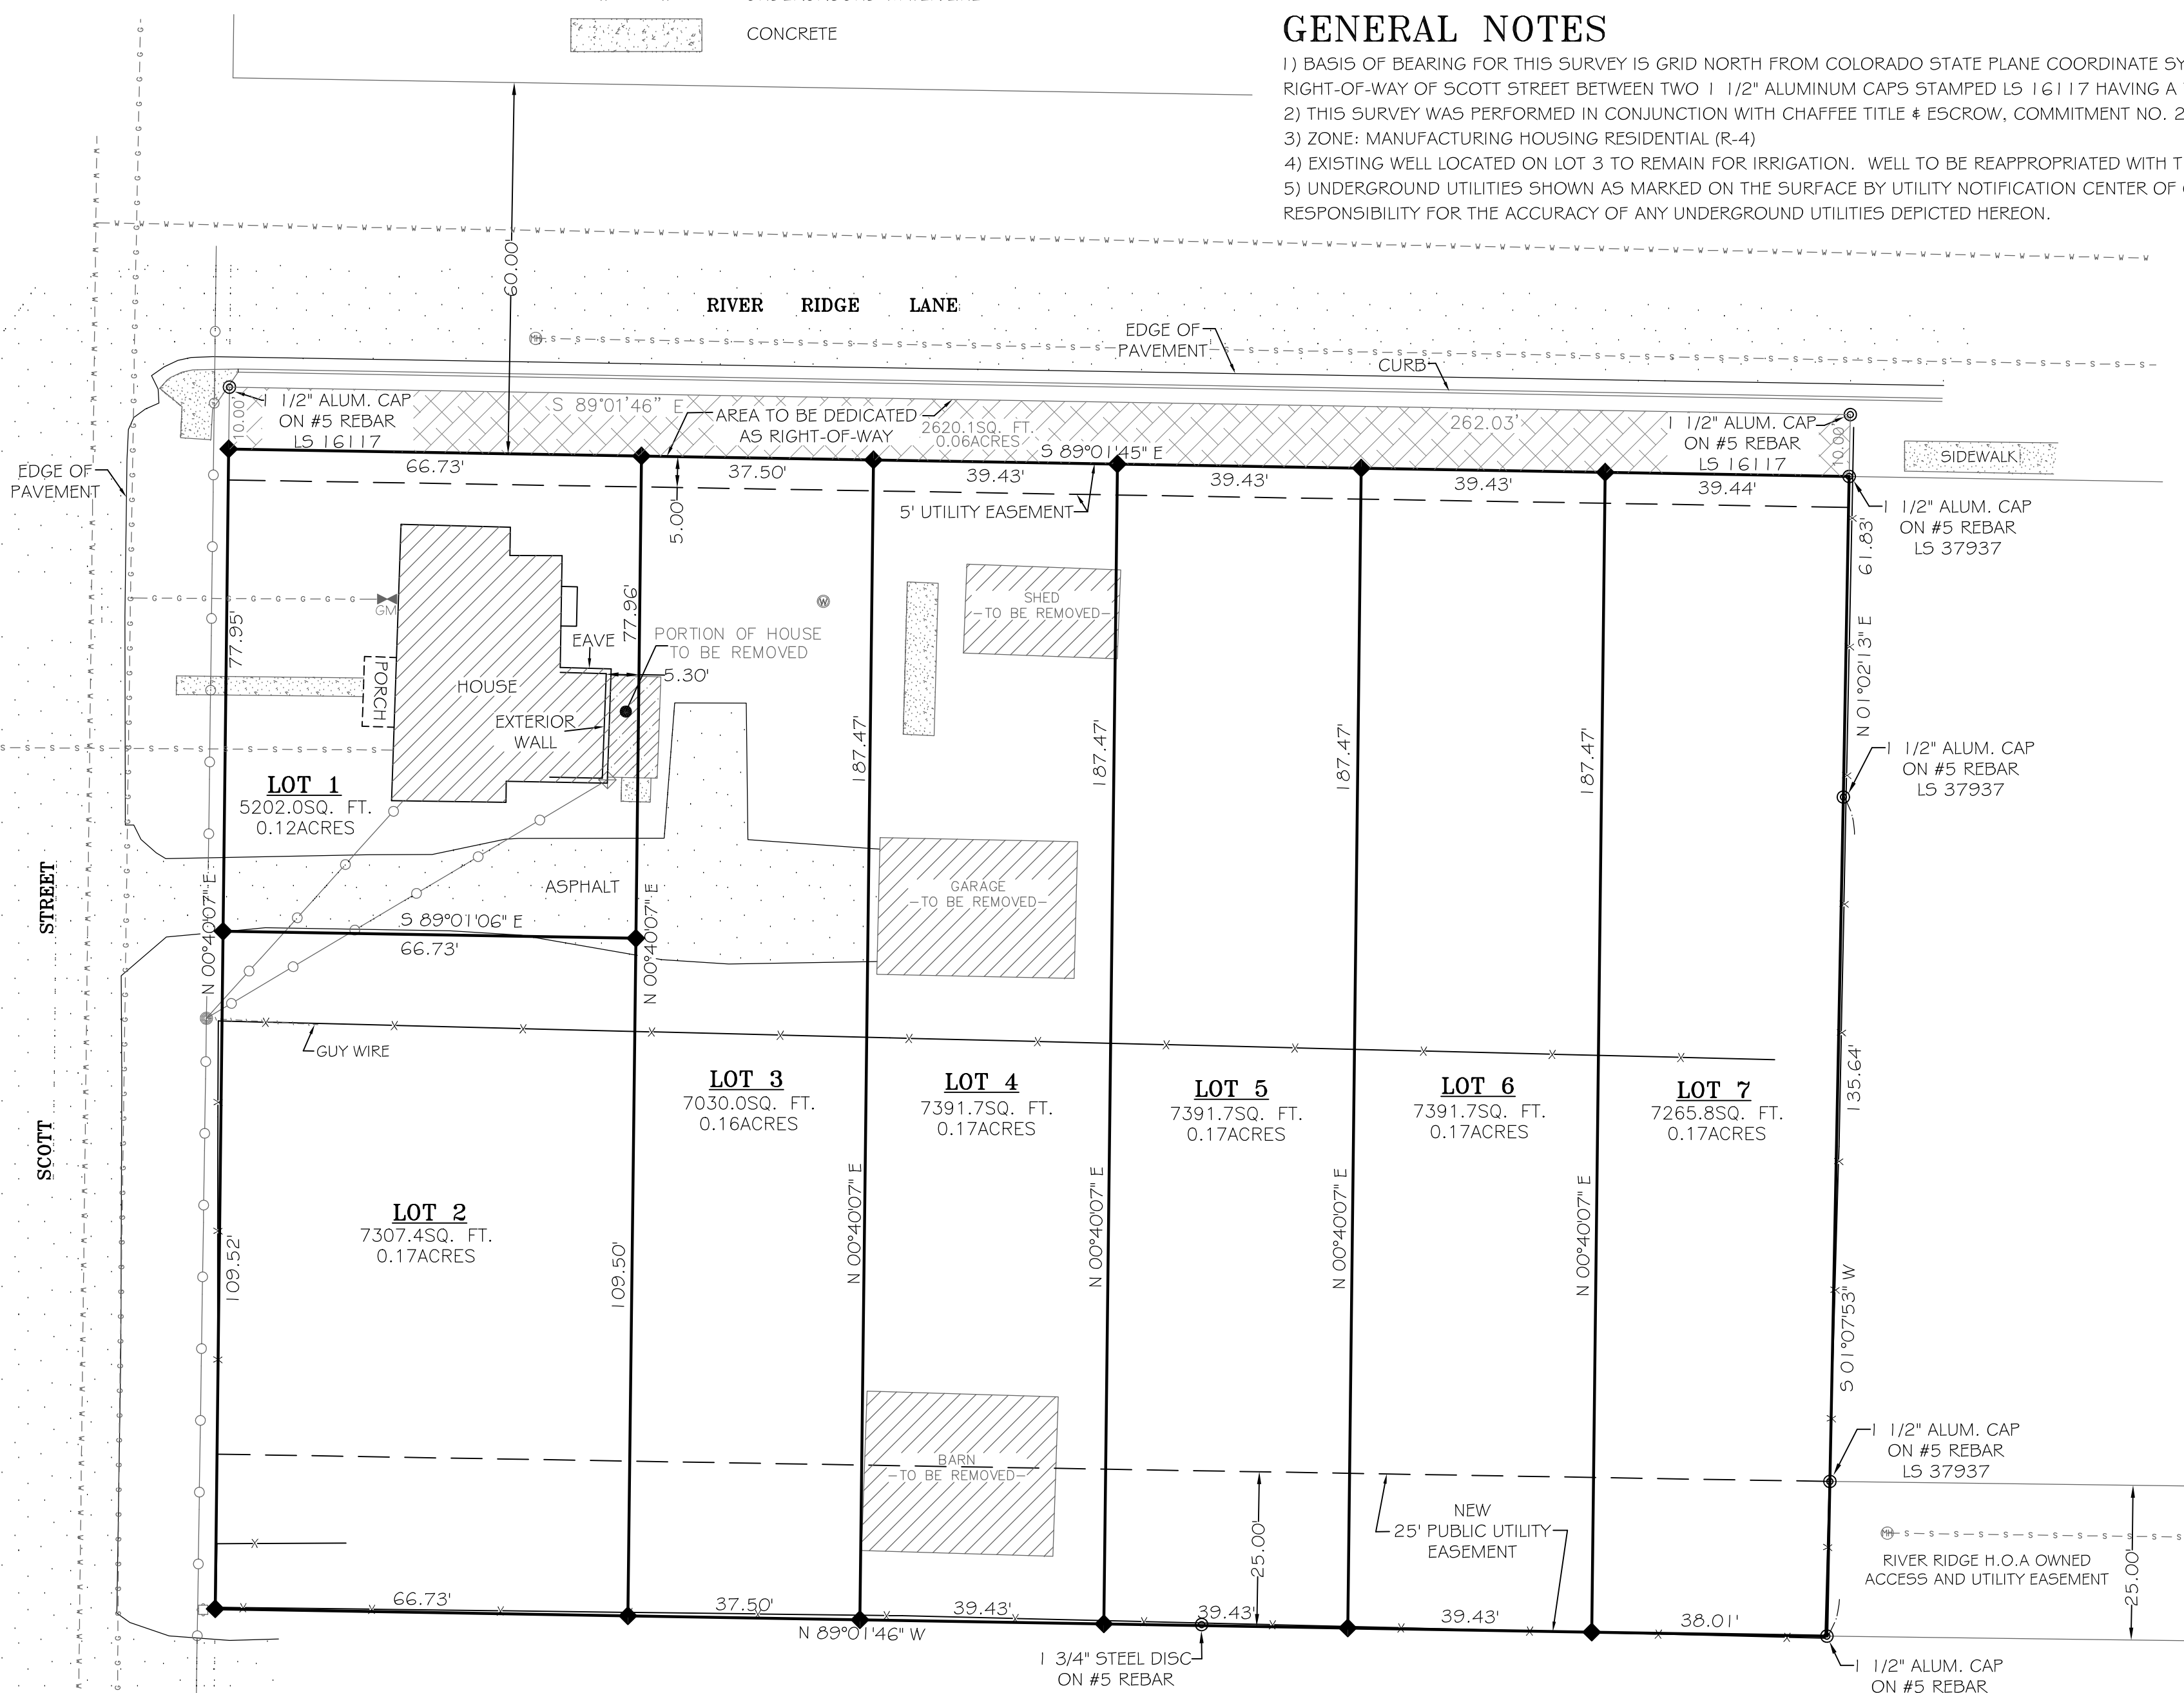 CONCRETE
GENERAL NOTES
1) BASIS OF BEARING FOR THIS SURVEY IS GRID NORTH FROM COLORADO STATE PLANE COORDINATE SY
RIGHT-OF-WAY OF SCOTT STREET BETWEEN TWO 1 1/2" ALUMINUM CAPS STAMPED LS 16117 HAVING A
2) THIS SURVEY WAS PERFORMED IN CONJUNCTION WITH CHAFFEE TITLE & ESCROW, COMMITMENT NO. 2
3) ZONE: MANUFACTURING HOUSING RESIDENTIAL (R-4)
4) EXISTING WELL LOCATED ON LOT 3 TO REMAIN FOR IRRIGATION. WELL TO BE REAPPROPRIATED WITH T
5) UNDERGROUND UTILITIES SHOWN AS MARKED ON THE SURFACE BY UTILITY NOTIFICATION CENTER OF
RESPONSIBILITY FOR THE ACCURACY OF ANY UNDERGROUND UTILITIES DEPICTED HEREON.
60.00'
RIVER RIDGE LANE
EDGE OF
PAVEMENT
CURB
MH
1 1/2" ALUM. CAP
ON #5 REBAR
LS 16117
10.00'
S 89°01'46" E
AREA TO BE DEDICATED
AS RIGHT-OF-WAY
2620.1SQ. FT.
0.06ACRES
262.03'
1 1/2" ALUM. CAP
ON #5 REBAR
LS 16117
10.00'
SIDEWALK
EDGE OF
PAVEMENT
S 89°01'45" E
66.73'
37.50'
39.43'
39.43'
39.43'
39.44'
5.00'
5' UTILITY EASEMENT
1 1/2" ALUM. CAP
ON #5 REBAR
LS 37937
61.83'
N 01°02'13" E
GM
77.95'
77.96'
W
SHED
TO BE REMOVED
PORTION OF HOUSE
TO BE REMOVED
EAVE
5.30'
PORCH
HOUSE
EXTERIOR
WALL
187.47'
187.47'
187.47'
187.47'
1 1/2" ALUM. CAP
ON #5 REBAR
LS 37937
LOT 1
5202.0SQ. FT.
0.12ACRES
ASPHALT
GARAGE
TO BE REMOVED
STREET
SCOTT
N 00°40'07" E
S 89°01'06" E
66.73'
N 00°40'07" E
GUY WIRE
LOT 3
7030.0SQ. FT.
0.16ACRES
LOT 4
7391.7SQ. FT.
0.17ACRES
LOT 5
7391.7SQ. FT.
0.17ACRES
LOT 6
7391.7SQ. FT.
0.17ACRES
LOT 7
7265.8SQ. FT.
0.17ACRES
135.64'
LOT 2
7307.4SQ. FT.
0.17ACRES
109.52'
109.50'
N 00°40'07" E
N 00°40'07" E
N 00°40'07" E
N 00°40'07" E
S 01°07'53" W
BARN
TO BE REMOVED
1 1/2" ALUM. CAP
ON #5 REBAR
LS 37937
25.00'
NEW
25' PUBLIC UTILITY
EASEMENT
MH
RIVER RIDGE H.O.A OWNED
ACCESS AND UTILITY EASEMENT
25.00'
66.73'
37.50'
39.43'
39.43'
39.43'
38.01'
N 89°01'46" W
1 3/4" STEEL DISC
ON #5 REBAR
1 1/2" ALUM. CAP
ON #5 REBAR